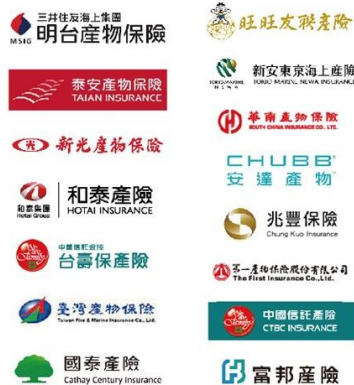 三井住友海上集團
MSIG
明台產物保險
泰安產物保險
TAIAN INSURANCE
新光產物保險
和泰集團
Hotai Group
和泰產險
HOTAI INSURANCE
中國信託金控
台壽保產險
臺灣產物保險
Taiwan Fire & Marine Insurance Co., Ltd.
國泰產險
Cathay Century Insurance
旺旺友聯產險
TOKIO MARINE
NEWA
新安東京海上產險
TOKIO MARINE NEWA INSURANCE
華南產物保險
SOUTH CHINA INSURANCE CO., LTD.
CHUBB
安達產物
兆豐保險
Chung Kuo Insurance
第一產物保險股份有限公司
The First Insurance Co.,Ltd.
中國信託產險
CTBC INSURANCE
富邦產險